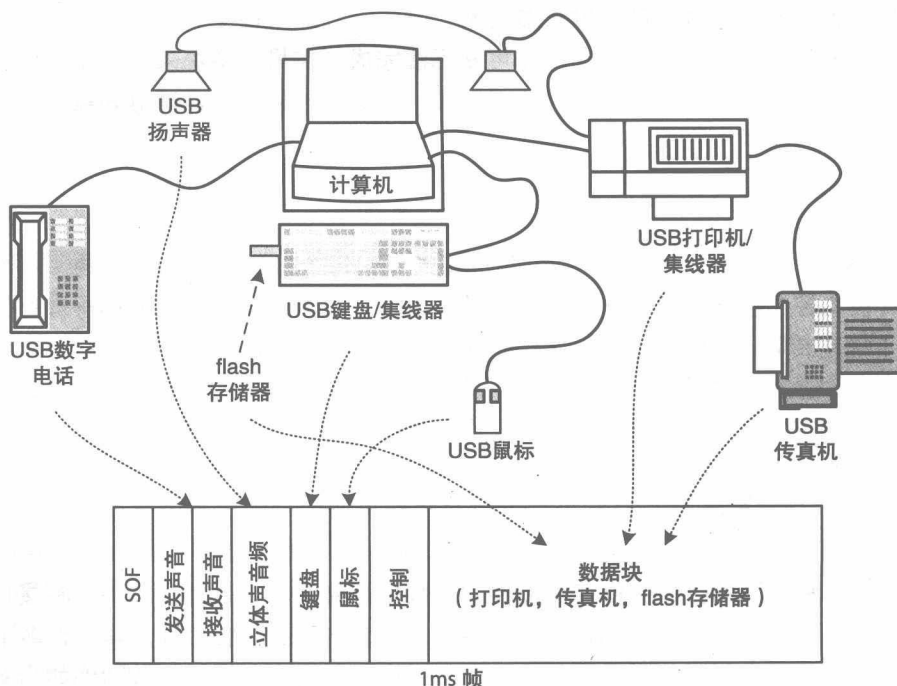 USB
扬声器
计算机
USB打印机/
集线器
USB键盘/集线器
USB数字
电话
flash
存储器
USB鼠标
USB
传真机
SOF
发送声音
接收声音
立体声音频
键盘
鼠标
控制
数据块
(打印机，传真机，flash存储器)
1ms 帧